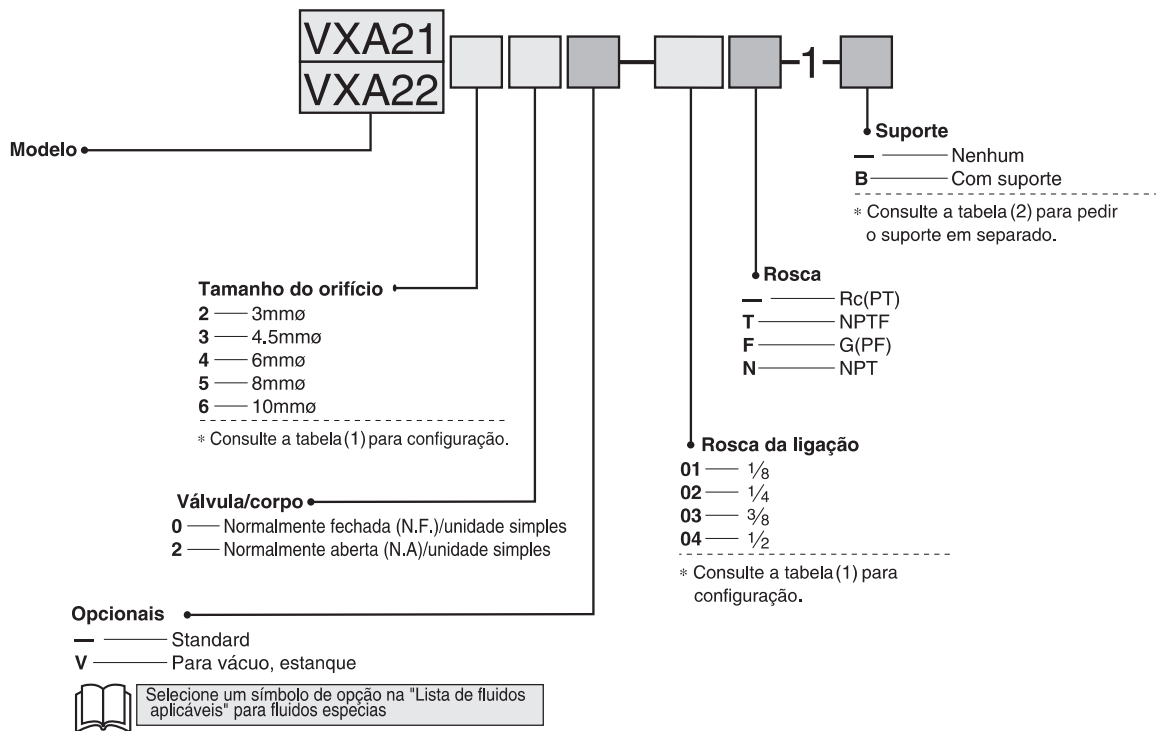 VXA21
VXA22
1
Modelo
Suporte
— Nenhum
B Com suporte
* Consulte a tabela (2) para pedir
o suporte em separado.
Rosca
— Rc(PT)
T NPTF
F G(PF)
N NPT
Tamanho do orifício
2 3mmø
3 4.5mmø
4 6mmø
5 8mmø
6 10mmø
* Consulte a tabela (1) para configuração.
Rosca da ligação
01 1/8
02 1/4
03 3/8
04 1/2
* Consulte a tabela (1) para
configuração.
Válvula/corpo
0 Normalmente fechada (N.F.)/unidade simples
2 Normalmente aberta (N.A)/unidade simples
Opcionais
— Standard
V Para vácuo, estanque
Selecione um símbolo de opção na "Lista de fluidos
aplicáveis" para fluidos especias